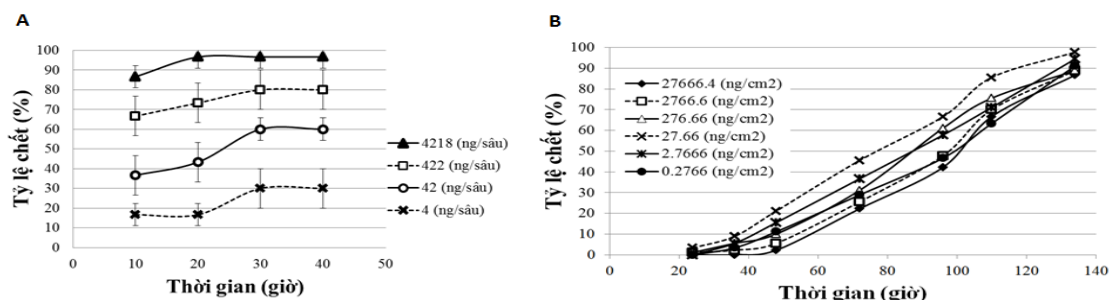 A
Tỷ lệ chết (%)
100
90
80
70
60
50
40
30
20
10
0
0 10 20 30 40 50
Thời gian (giờ)
4218 (ng/sâu)
422 (ng/sâu)
42 (ng/sâu)
4 (ng/sâu)
B
Tỷ lệ chết (%)
100
90
80
70
60
50
40
30
20
10
0
0 20 40 60 80 100 120 140
Thời gian (giờ)
27666.4 (ng/cm2)
2766.6 (ng/cm2)
276.66 (ng/cm2)
27.66 (ng/cm2)
2.7666 (ng/cm2)
0.2766 (ng/cm2)